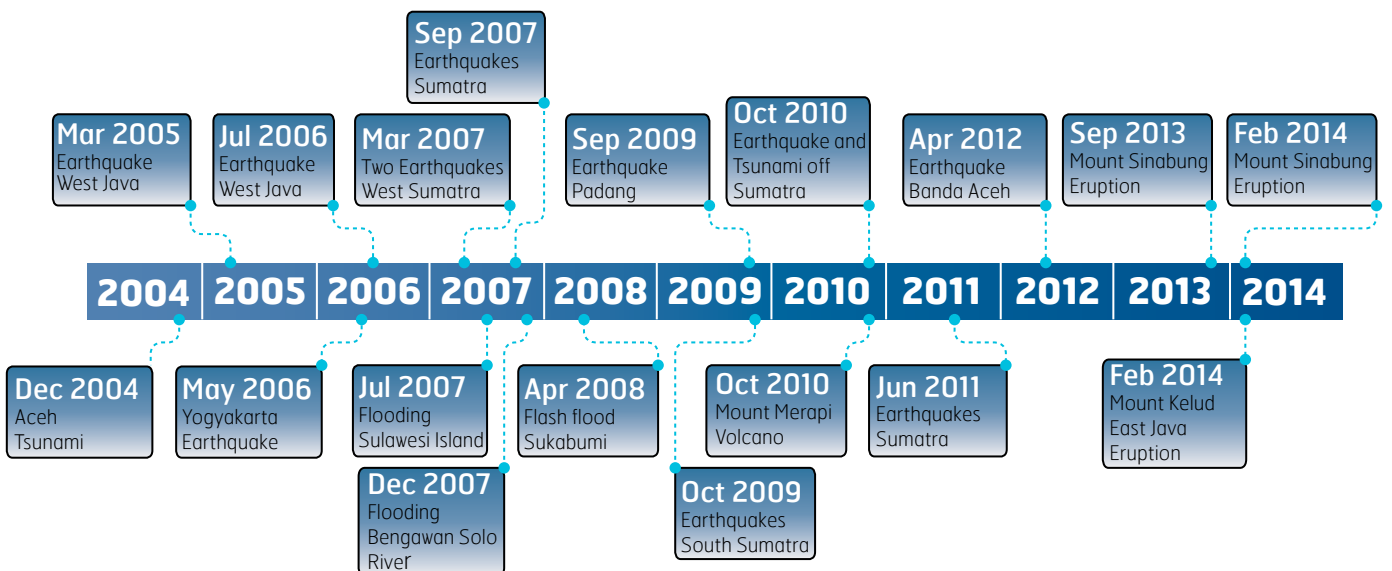 Sep 2007
Earthquakes
Sumatra
Mar 2005
Earthquake
West Java
Jul 2006
Earthquake
West Java
Mar 2007
Two Earthquakes
West Sumatra
Sep 2009
Earthquake
Padang
Oct 2010
Earthquake and
Tsunami off
Sumatra
Apr 2012
Earthquake
Banda Aceh
Sep 2013
Mount Sinabung
Eruption
Feb 2014
Mount Sinabung
Eruption
2004 2005 2006 2007 2008 2009 2010 2011 2012 2013 2014
Dec 2004
Aceh
Tsunami
May 2006
Yogyakarta
Earthquake
Jul 2007
Flooding
Sulawesi Island
Dec 2007
Flooding
Bengawan Solo
River
Apr 2008
Flash flood
Sukabumi
Oct 2009
Earthquakes
South Sumatra
Oct 2010
Mount Merapi
Volcano
Jun 2011
Earthquakes
Sumatra
Feb 2014
Mount Kelud
East Java
Eruption